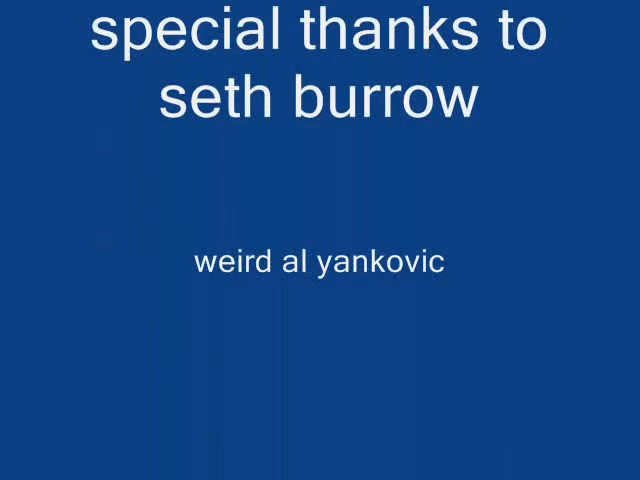 special thanks to
seth burrow
weird al yankovic